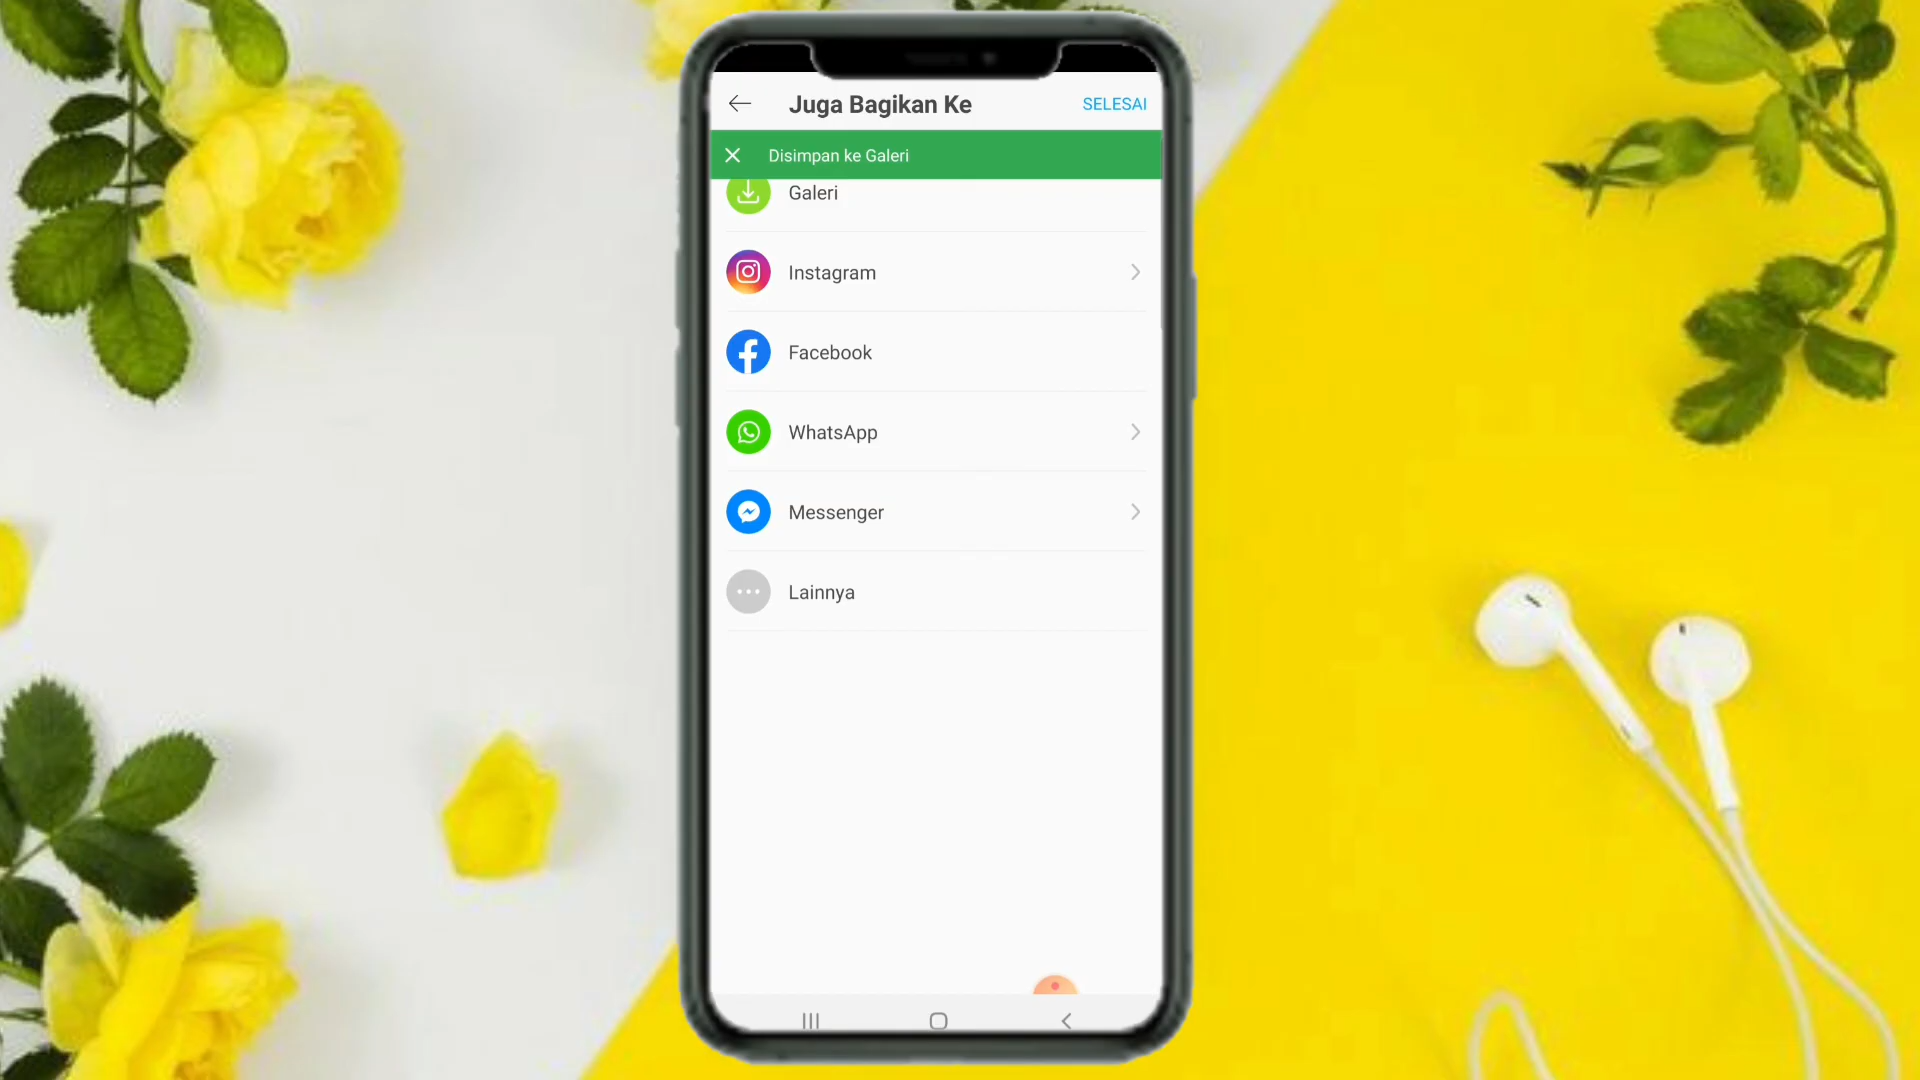 Juga Bagikan Ke
SELESAI
Disimpan ke Galeri
Galeri
Instagram
Facebook
WhatsApp
Messenger
Lainnya